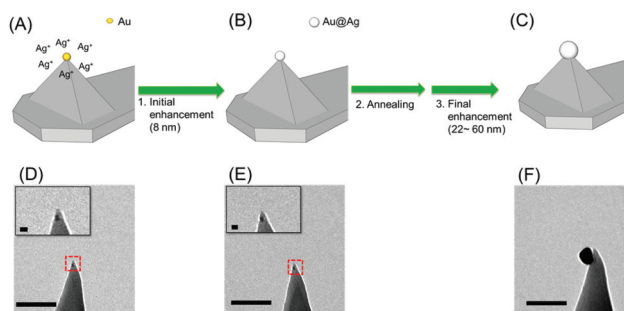 (A)
Au
(B)
Au@Ag
(C)
Ag⁺
Ag⁺
Ag⁺
Ag⁺
Ag⁺
Ag⁺
1. Initial
enhancement
(8 nm)
2. Annealing
3. Final
enhancement
(22~ 60 nm)
(D)
(E)
(F)